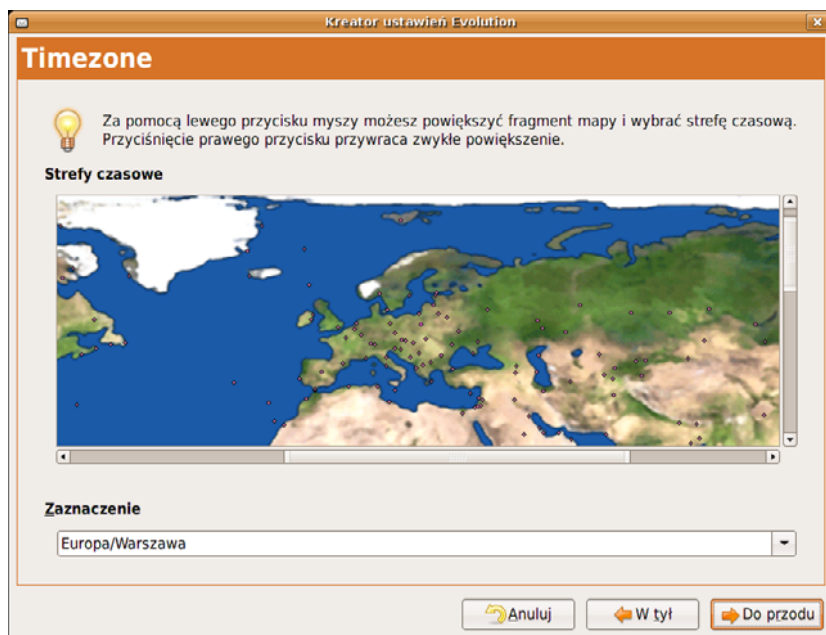 Kreator ustawień Evolution
Timezone
Za pomocą lewego przycisku myszy możesz powiększyć fragment mapy i wybrać strefę czasową.
Przyciśnięcie prawego przycisku przywraca zwykłe powiększenie.
Strefy czasowe
Zaznaczenie
Europa/Warszawa
Anuluj
W tył
Do przodu